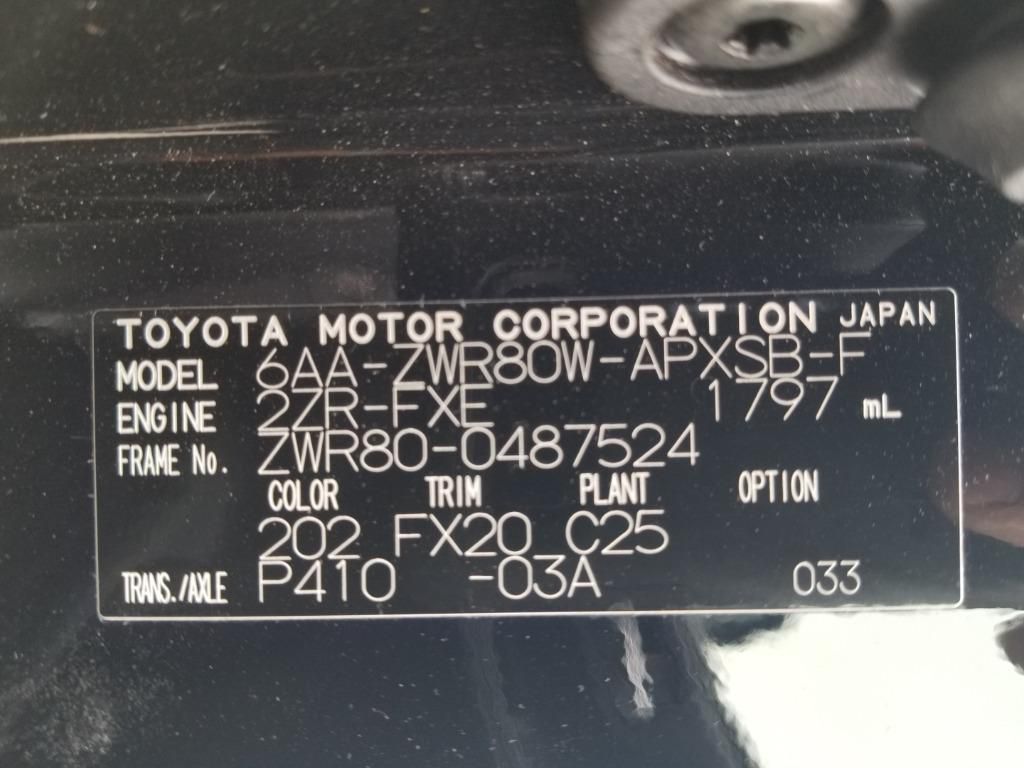 TOYOTA MOTOR CORPORATION JAPAN
MODEL 6AA-ZWR80W-APXSB-F
ENGINE 2ZR-FXE 1797 mL
FRAME No. ZWR80-0487524
COLOR TRIM PLANT OPTION
202 FX20 C25
TRANS./AXLE P410 -03A 033